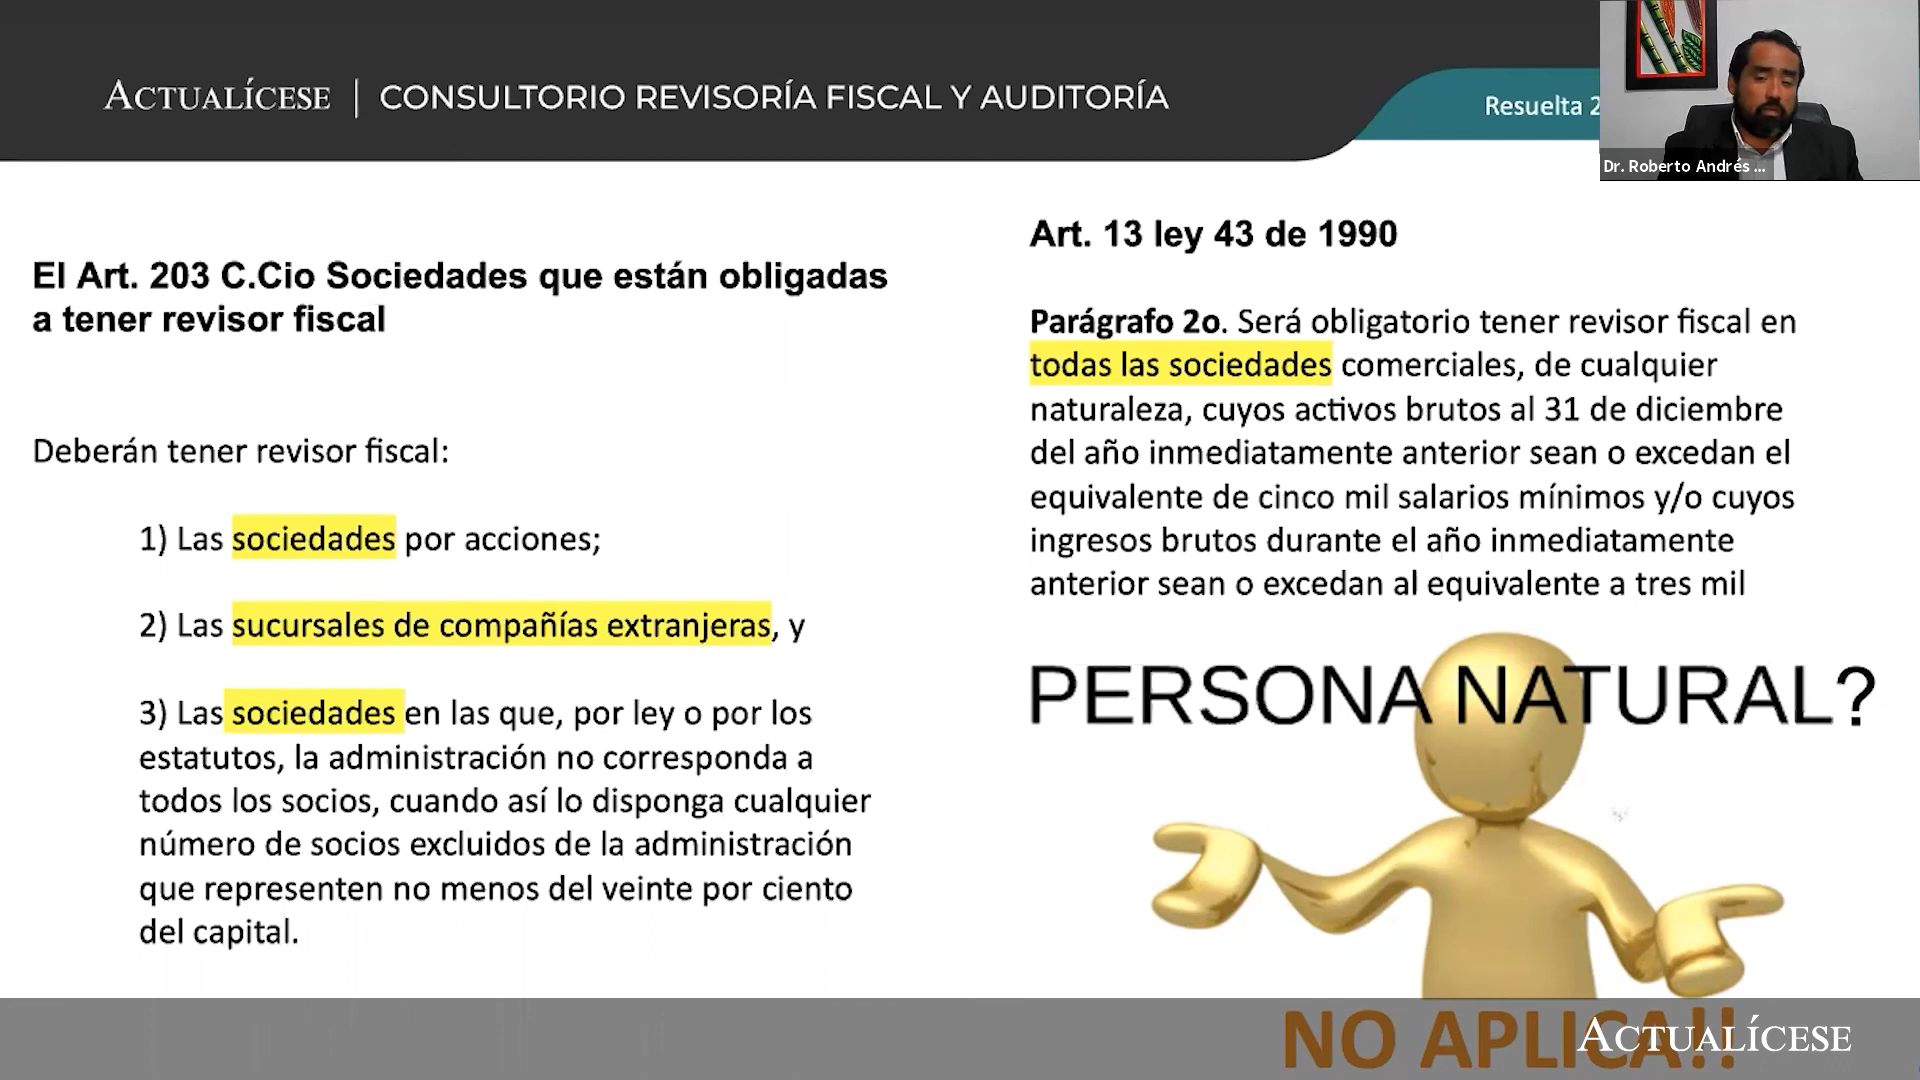 ACTUALÍCESE | CONSULTORIO REVISORÍA FISCAL Y AUDITORÍA
Resuelta 2
Dr. Roberto Andrés ...
El Art. 203 C.Cio Sociedades que están obligadas
a tener revisor fiscal
Deberán tener revisor fiscal:
1) Las sociedades por acciones;
2) Las sucursales de compañías extranjeras, y
3) Las sociedades en las que, por ley o por los
estatutos, la administración no corresponda a
todos los socios, cuando así lo disponga cualquier
número de socios excluidos de la administración
que representen no menos del veinte por ciento
del capital.
Art. 13 ley 43 de 1990
Parágrafo 2o. Será obligatorio tener revisor fiscal en
todas las sociedades comerciales, de cualquier
naturaleza, cuyos activos brutos al 31 de diciembre
del año inmediatamente anterior sean o excedan el
equivalente de cinco mil salarios mínimos y/o cuyos
ingresos brutos durante el año inmediatamente
anterior sean o excedan al equivalente a tres mil
PERSONA NATURAL?
NO APLICA!!
ACTUALÍCESE